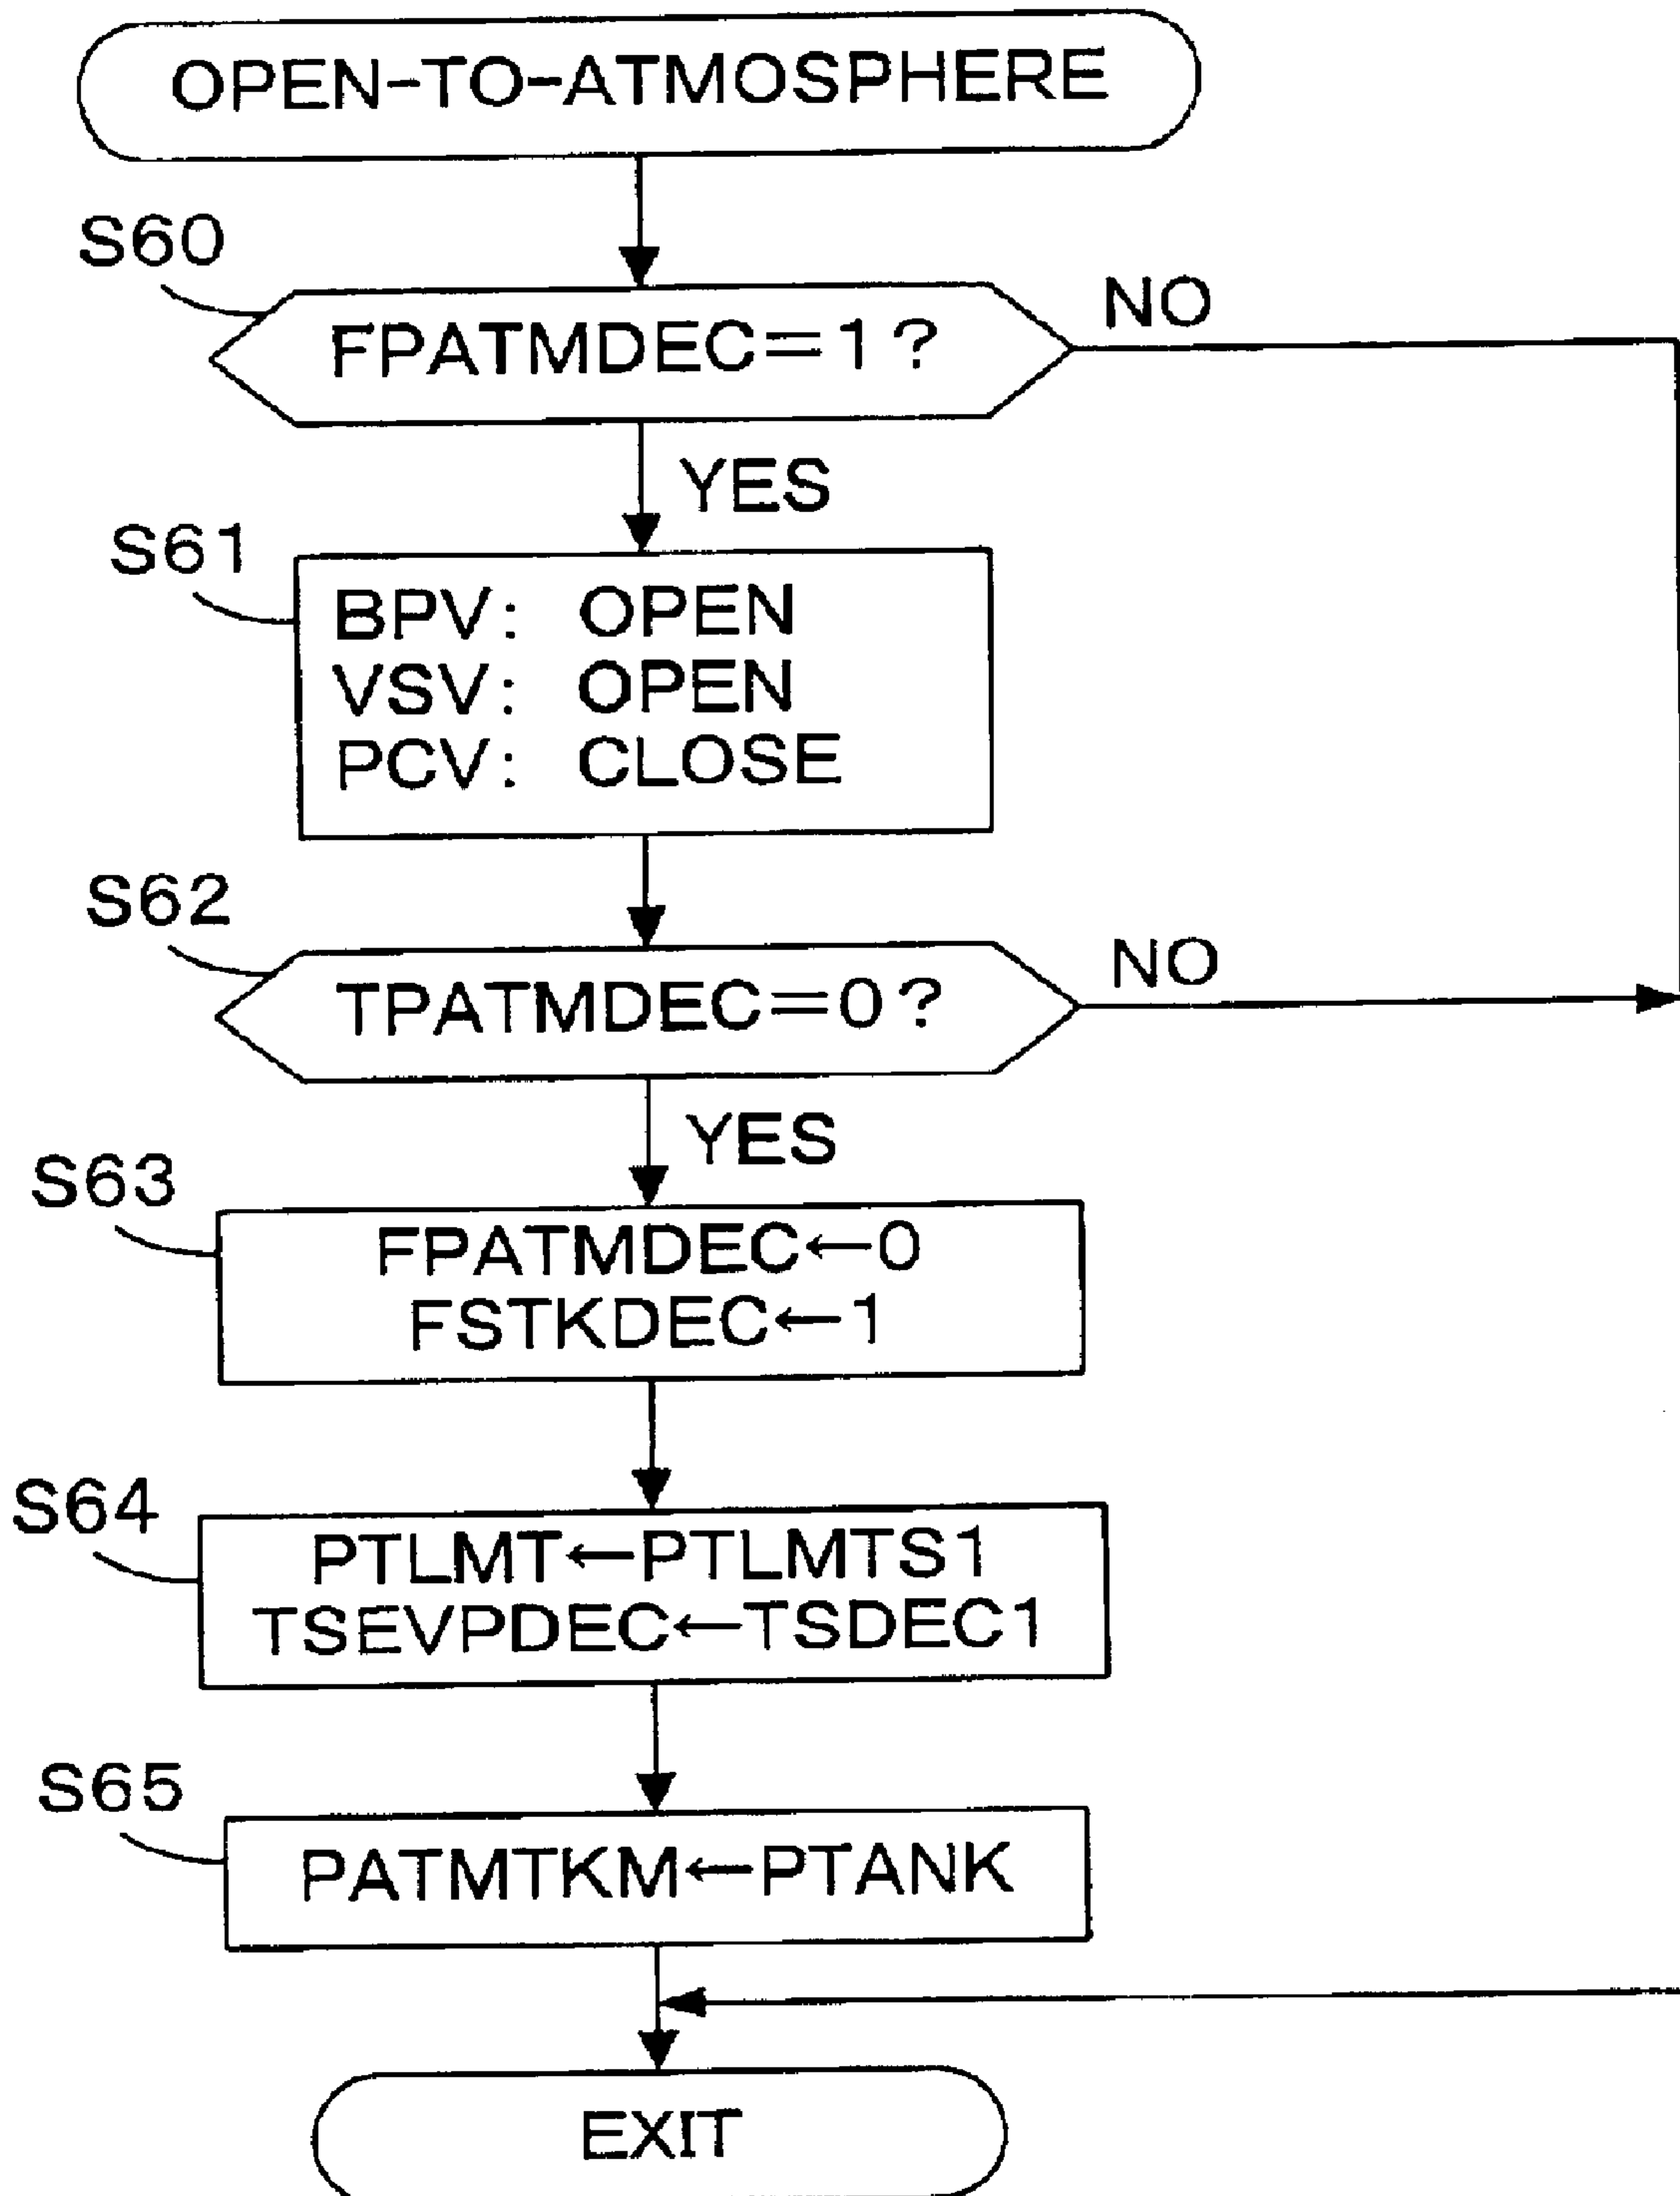 OPEN-TO-ATMOSPHERE
S60
FPATMDEC=1?
NO
YES
S61
BPV: OPEN
VSV: OPEN
PCV: CLOSE
S62
TPATMDEC=0?
NO
YES
S63
FPATMDEC←0
FSTKDEC←1
S64
PTLMT←PTLMTS1
TSEVPDEC←TSDEC1
S65
PATMTKM←PTANK
EXIT